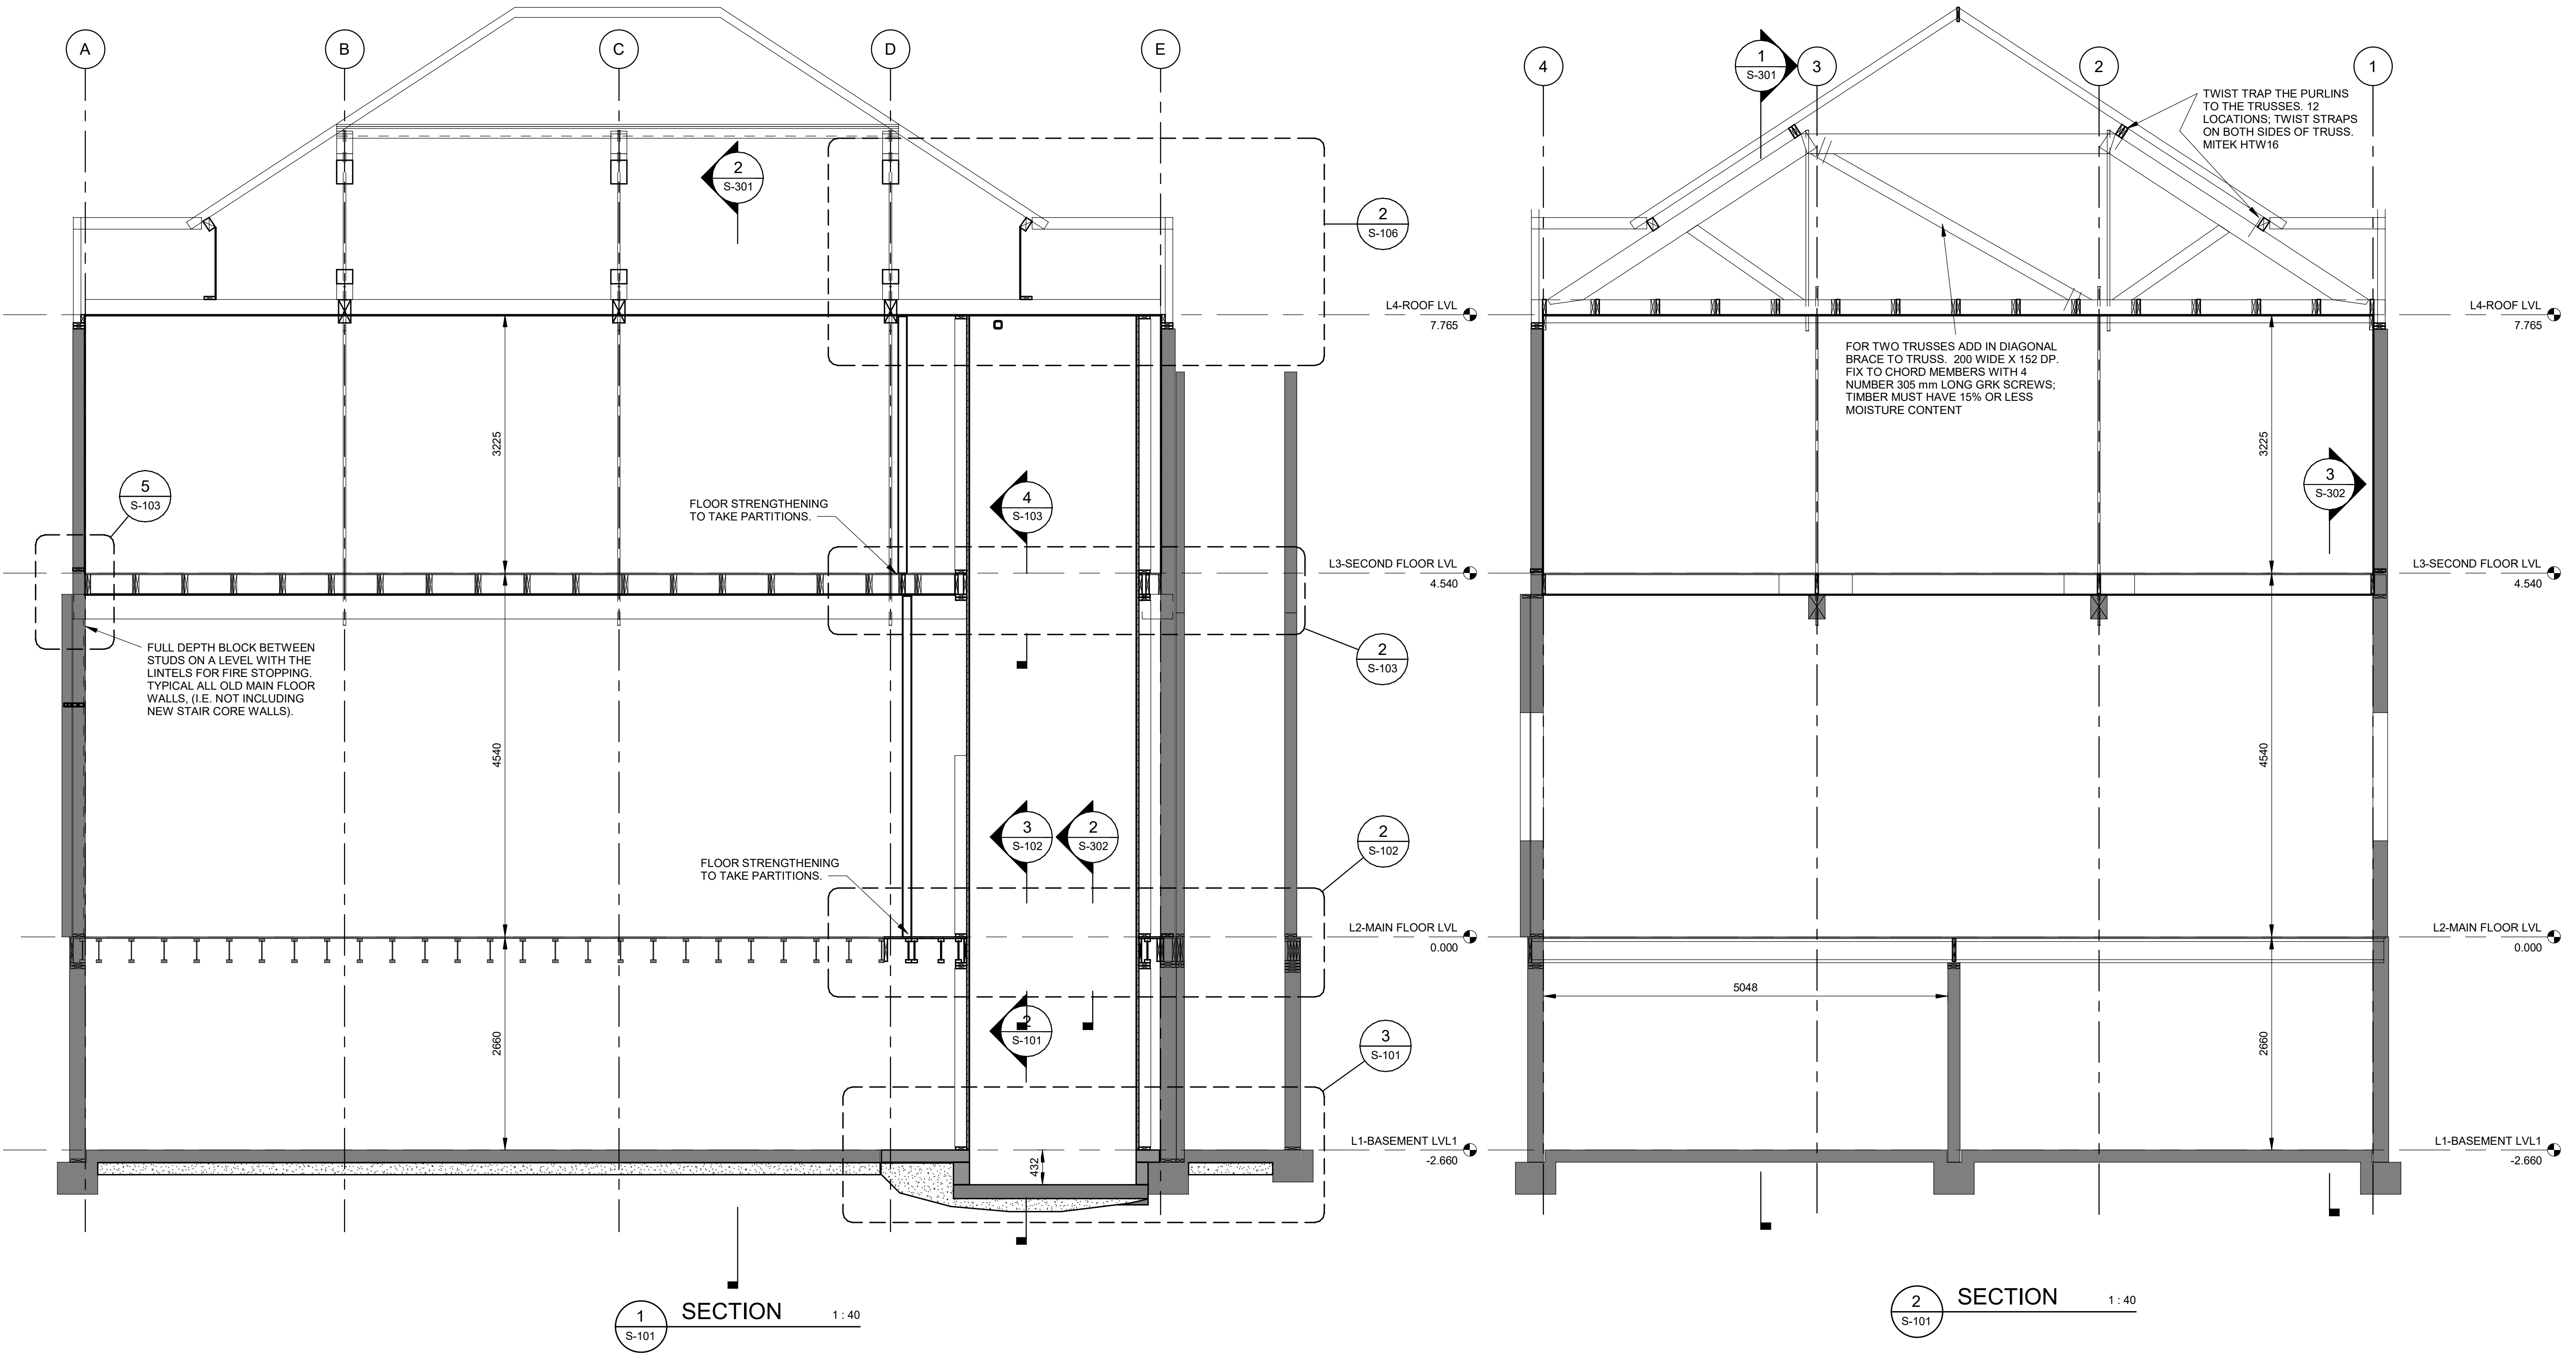 A
B
C
D
E
2
S-301
2
S-106
L4-ROOF LVL
7.765
3225
5
S-103
FLOOR STRENGTHENING
TO TAKE PARTITIONS.
4
S-103
L3-SECOND FLOOR LVL
4.540
FULL DEPTH BLOCK BETWEEN
STUDS ON A LEVEL WITH THE
LINTELS FOR FIRE STOPPING.
TYPICAL ALL OLD MAIN FLOOR
WALLS, (I.E. NOT INCLUDING
NEW STAIR CORE WALLS).
2
S-103
4540
3
S-102
2
S-302
2
S-102
FLOOR STRENGTHENING
TO TAKE PARTITIONS.
L2-MAIN FLOOR LVL
0.000
2660
2
S-101
3
S-101
L1-BASEMENT LVL1
-2.660
432
1
S-101
SECTION
1 : 40
4
1
S-301
3
2
1
TWIST TRAP THE PURLINS
TO THE TRUSSES. 12
LOCATIONS; TWIST STRAPS
ON BOTH SIDES OF TRUSS.
MITEK HTW16
L4-ROOF LVL
7.765
FOR TWO TRUSSES ADD IN DIAGONAL
BRACE TO TRUSS. 200 WIDE X 152 DP.
FIX TO CHORD MEMBERS WITH 4
NUMBER 305 mm LONG GRK SCREWS;
TIMBER MUST HAVE 15% OR LESS
MOISTURE CONTENT
3225
3
S-302
L3-SECOND FLOOR LVL
4.540
4540
L2-MAIN FLOOR LVL
0.000
5048
2660
L1-BASEMENT LVL1
-2.660
2
S-101
SECTION
1 : 40